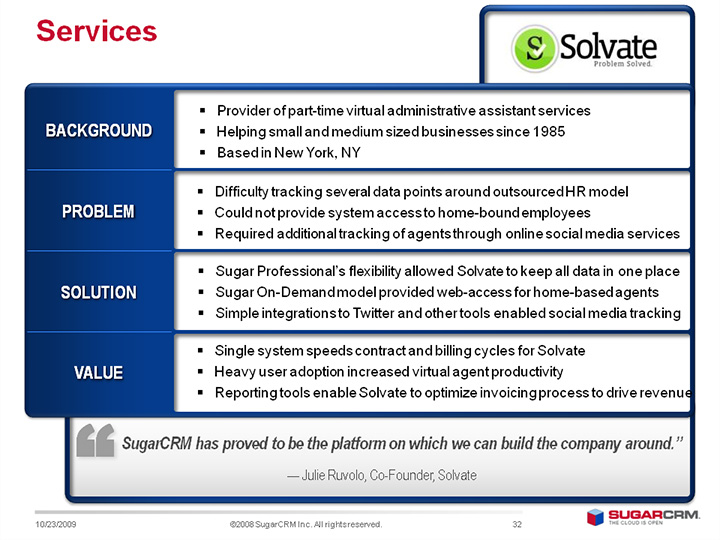 Services
S Solvate
Problem Solved.
BACKGROUND
▪ Provider of part-time virtual administrative assistant services
▪ Helping small and medium sized businesses since 1985
▪ Based in New York, NY
PROBLEM
▪ Difficulty tracking several data points around outsourced HR model
▪ Could not provide system access to home-bound employees
▪ Required additional tracking of agents through online social media services
SOLUTION
▪ Sugar Professional's flexibility allowed Solvate to keep all data in one place
▪ Sugar On-Demand model provided web-access for home-based agents
▪ Simple integrations to Twitter and other tools enabled social media tracking
VALUE
▪ Single system speeds contract and billing cycles for Solvate
▪ Heavy user adoption increased virtual agent productivity
▪ Reporting tools enable Solvate to optimize invoicing process to drive revenue
“SugarCRM has proved to be the platform on which we can build the company around.”
— Julie Ruvolo, Co-Founder, Solvate
10/23/2009 ©2008 SugarCRM Inc. All rights reserved. 32
SUGARCRM.
THE CLOUD IS OPEN